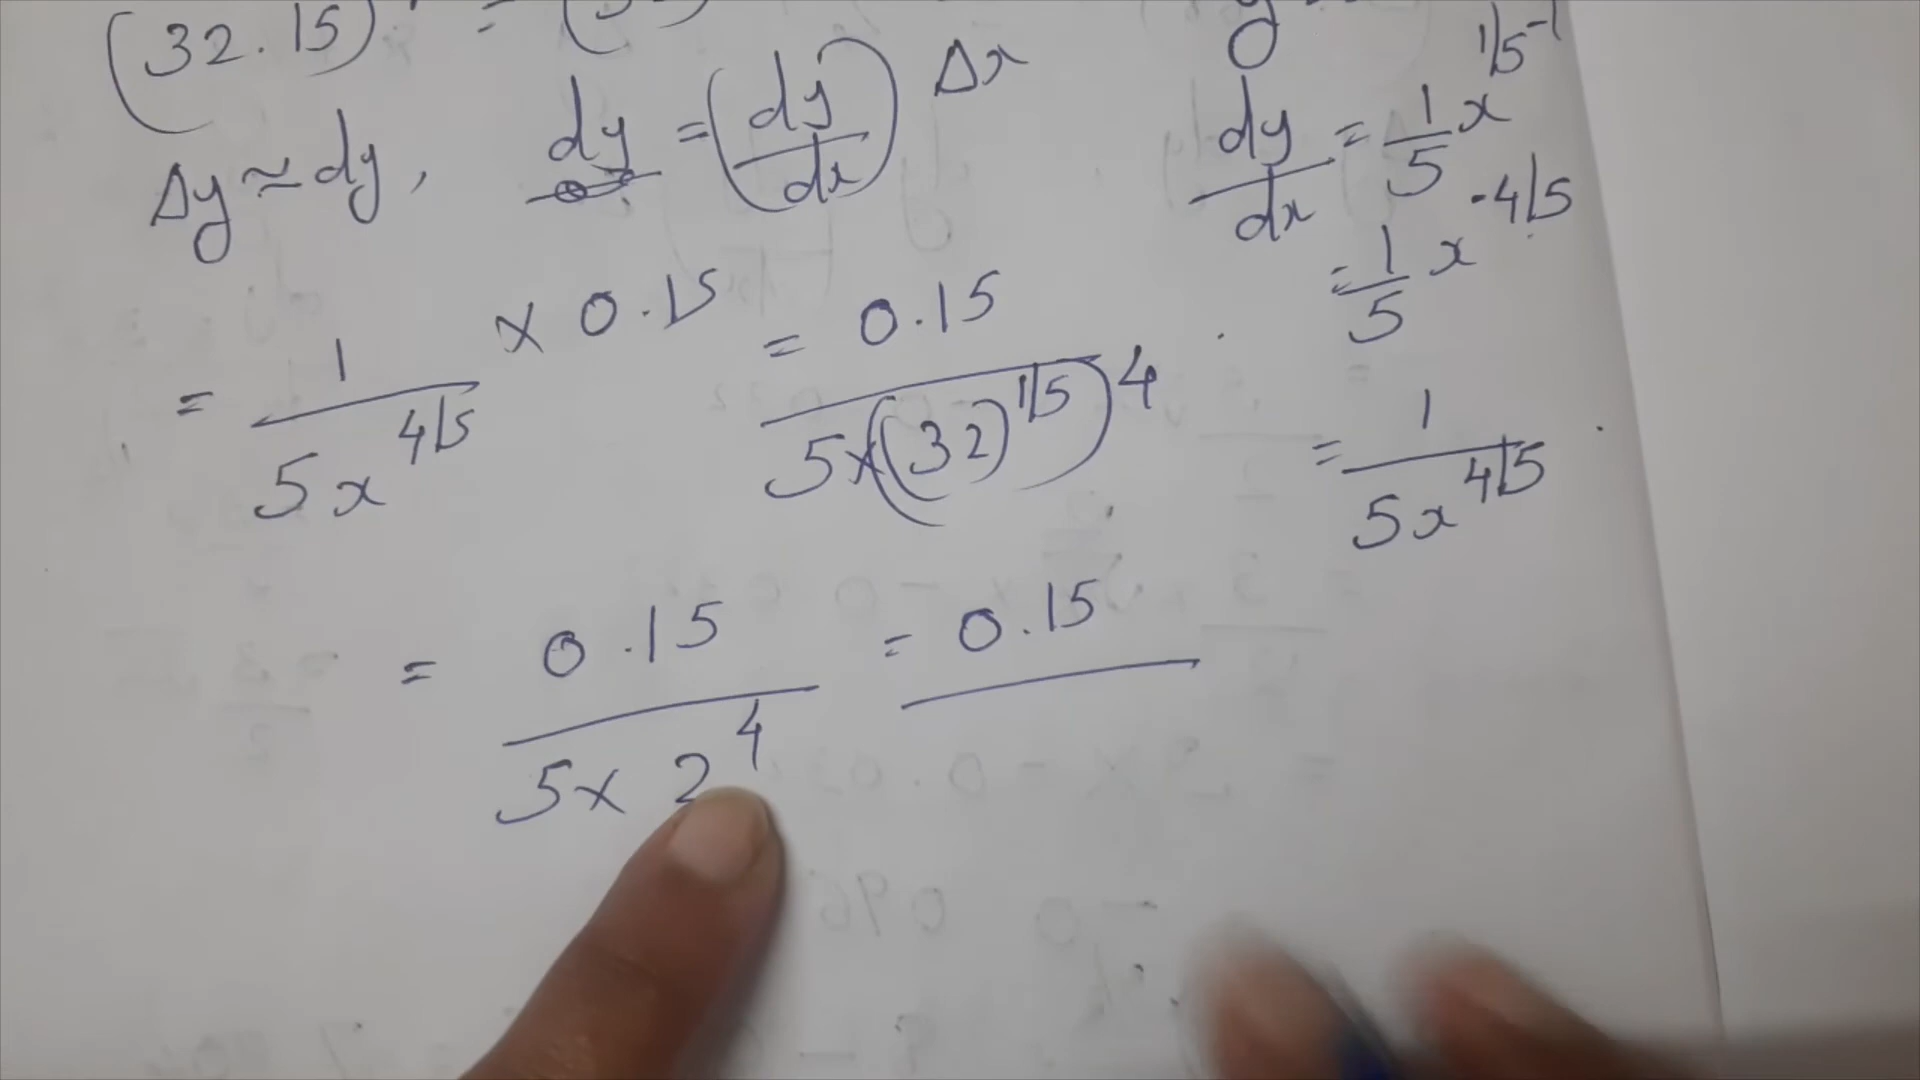 (32.15) = (3
Δy ≃ dy, dy = (dy/dx) Δx
= 1/5x^4/5 × 0.15 = 0.15/5×((32)^1/5)^4
= 0.15/5×2^4 = 0.15
y
dy/dx = 1/5 x^1/5-1
= 1/5 x^-4/5
= 1/5x^4/5